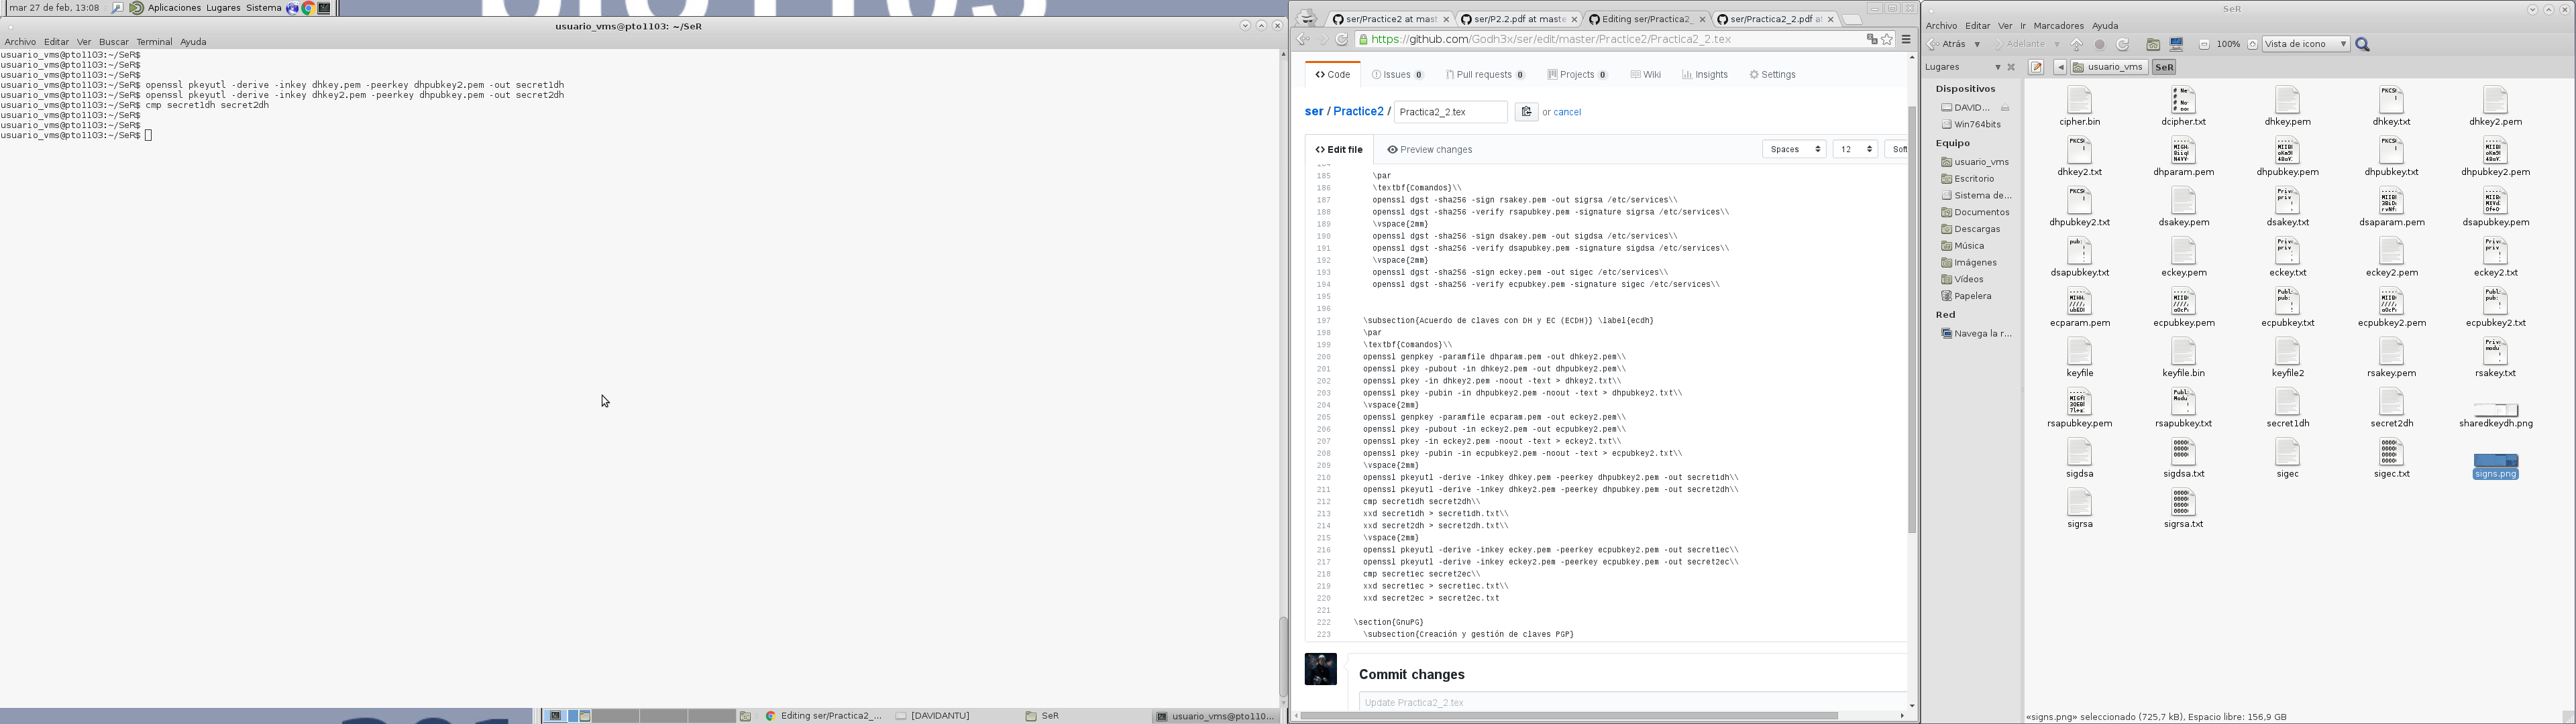 mar 27 de feb, 13:08
Aplicaciones Lugares Sistema
usuario_vms@pto1103: ~/SeR
Archivo Editar Ver Buscar Terminal Ayuda
usuario_vms@pto1103:~/SeR$
usuario_vms@pto1103:~/SeR$
usuario_vms@pto1103:~/SeR$
usuario_vms@pto1103:~/SeR$ openssl pkeyutl -derive -inkey dhkey.pem -peerkey dhpubkey2.pem -out secret1dh
usuario_vms@pto1103:~/SeR$ openssl pkeyutl -derive -inkey dhkey2.pem -peerkey dhpubkey.pem -out secret2dh
usuario_vms@pto1103:~/SeR$ cmp secret1dh secret2dh
usuario_vms@pto1103:~/SeR$
usuario_vms@pto1103:~/SeR$
usuario_vms@pto1103:~/SeR$
Editing ser/Practica2_...
[DAVIDANTU]
SeR
usuario_vms@pto110...
ser/Practice2 at mast
ser/P2.2.pdf at maste
Editing ser/Practica2_
ser/Practica2_2.pdf a
https://github.com/Godh3x/ser/edit/master/Practice2/Practica2_2.tex
Code Issues 0 Pull requests 0 Projects 0 Wiki Insights Settings
ser / Practice2 / Practica2_2.tex or cancel
Edit file Preview changes Spaces 12 Soft
185 \par
186 \textbf{Comandos}\\
187 openssl dgst -sha256 -sign rsakey.pem -out sigrsa /etc/services\\
188 openssl dgst -sha256 -verify rsapubkey.pem -signature sigrsa /etc/services\\
189 \vspace{2mm}
190 openssl dgst -sha256 -sign dsakey.pem -out sigdsa /etc/services\\
191 openssl dgst -sha256 -verify dsapubkey.pem -signature sigdsa /etc/services\\
192 \vspace{2mm}
193 openssl dgst -sha256 -sign eckey.pem -out sigec /etc/services\\
194 openssl dgst -sha256 -verify ecpubkey.pem -signature sigec /etc/services\\
195
196
197 \subsection{Acuerdo de claves con DH y EC (ECDH)} \label{ecdh}
198 \par
199 \textbf{Comandos}\\
200 openssl genpkey -paramfile dhparam.pem -out dhkey2.pem\\
201 openssl pkey -pubout -in dhkey2.pem -out dhpubkey2.pem\\
202 openssl pkey -in dhkey2.pem -noout -text > dhkey2.txt\\
203 openssl pkey -pubin -in dhpubkey2.pem -noout -text > dhpubkey2.txt\\
204 \vspace{2mm}
205 openssl genpkey -paramfile ecparam.pem -out eckey2.pem\\
206 openssl pkey -pubout -in eckey2.pem -out ecpubkey2.pem\\
207 openssl pkey -in eckey2.pem -noout -text > eckey2.txt\\
208 openssl pkey -pubin -in ecpubkey2.pem -noout -text > ecpubkey2.txt\\
209 \vspace{2mm}
210 openssl pkeyutl -derive -inkey dhkey.pem -peerkey dhpubkey2.pem -out secret1dh\\
211 openssl pkeyutl -derive -inkey dhkey2.pem -peerkey dhpubkey.pem -out secret2dh\\
212 cmp secret1dh secret2dh\\
213 xxd secret1dh > secret1dh.txt\\
214 xxd secret2dh > secret2dh.txt\\
215 \vspace{2mm}
216 openssl pkeyutl -derive -inkey eckey.pem -peerkey ecpubkey2.pem -out secret1ec\\
217 openssl pkeyutl -derive -inkey eckey2.pem -peerkey ecpubkey.pem -out secret2ec\\
218 cmp secret1ec secret2ec\\
219 xxd secret1ec > secret1ec.txt\\
220 xxd secret2ec > secret2ec.txt
221
222 \section{GnuPG}
223 \subsection{Creación y gestión de claves PGP}
Commit changes
Update Practica2_2.tex
SeR
Archivo Editar Ver Ir Marcadores Ayuda
Atrás Adelante 100% Vista de icono
Lugares usuario_vms SeR
Dispositivos
DAVID...
Win764bits
Equipo
usuario_vms
Escritorio
Sistema de...
Documentos
Descargas
Música
Imágenes
Vídeos
Papelera
Red
Navega la r...
cipher.bin dcipher.txt dhkey.pem dhkey.txt dhkey2.pem
dhkey2.txt dhparam.pem dhpubkey.pem dhpubkey.txt dhpubkey2.pem
dhpubkey2.txt dsakey.pem dsakey.txt dsaparam.pem dsapubkey.pem
dsapubkey.txt eckey.pem eckey.txt eckey2.pem eckey2.txt
ecparam.pem ecpubkey.pem ecpubkey.txt ecpubkey2.pem ecpubkey2.txt
keyfile keyfile.bin keyfile2 rsakey.pem rsakey.txt
rsapubkey.pem rsapubkey.txt secret1dh secret2dh sharedkeydh.png
sigdsa sigdsa.txt sigec sigec.txt signs.png
sigrsa sigrsa.txt
«signs.png» seleccionado (725,7 kB), Espacio libre: 156,9 GB